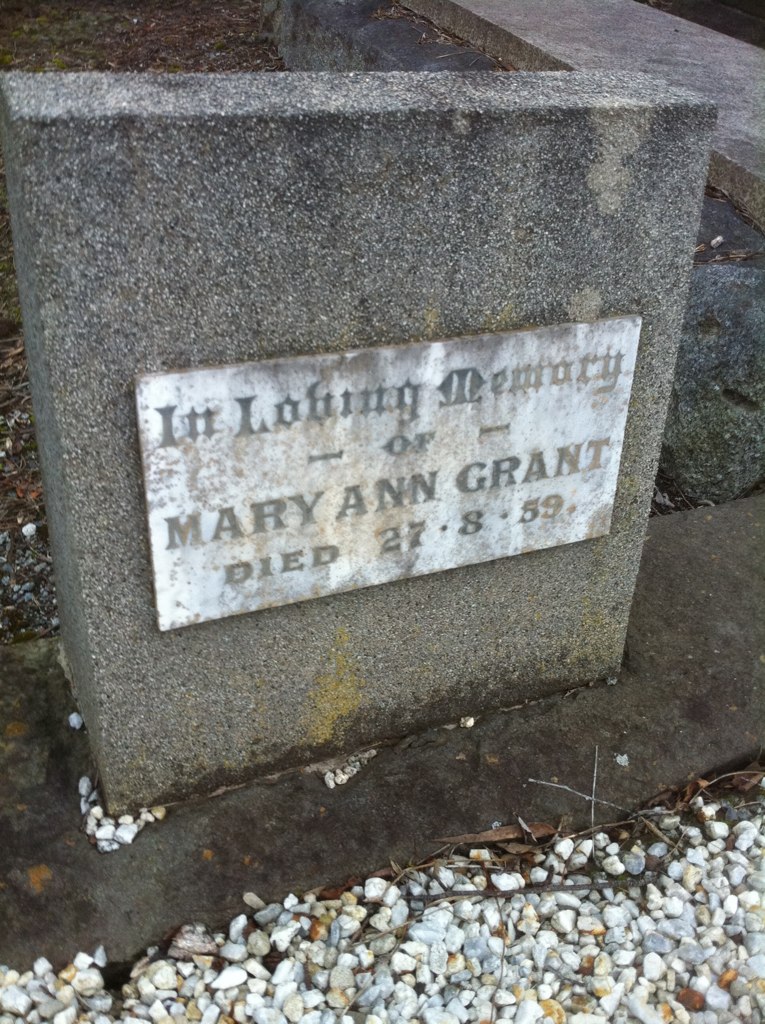 In Loving Memory
- OF -
MARY ANN GRANT
DIED 27.8.59.